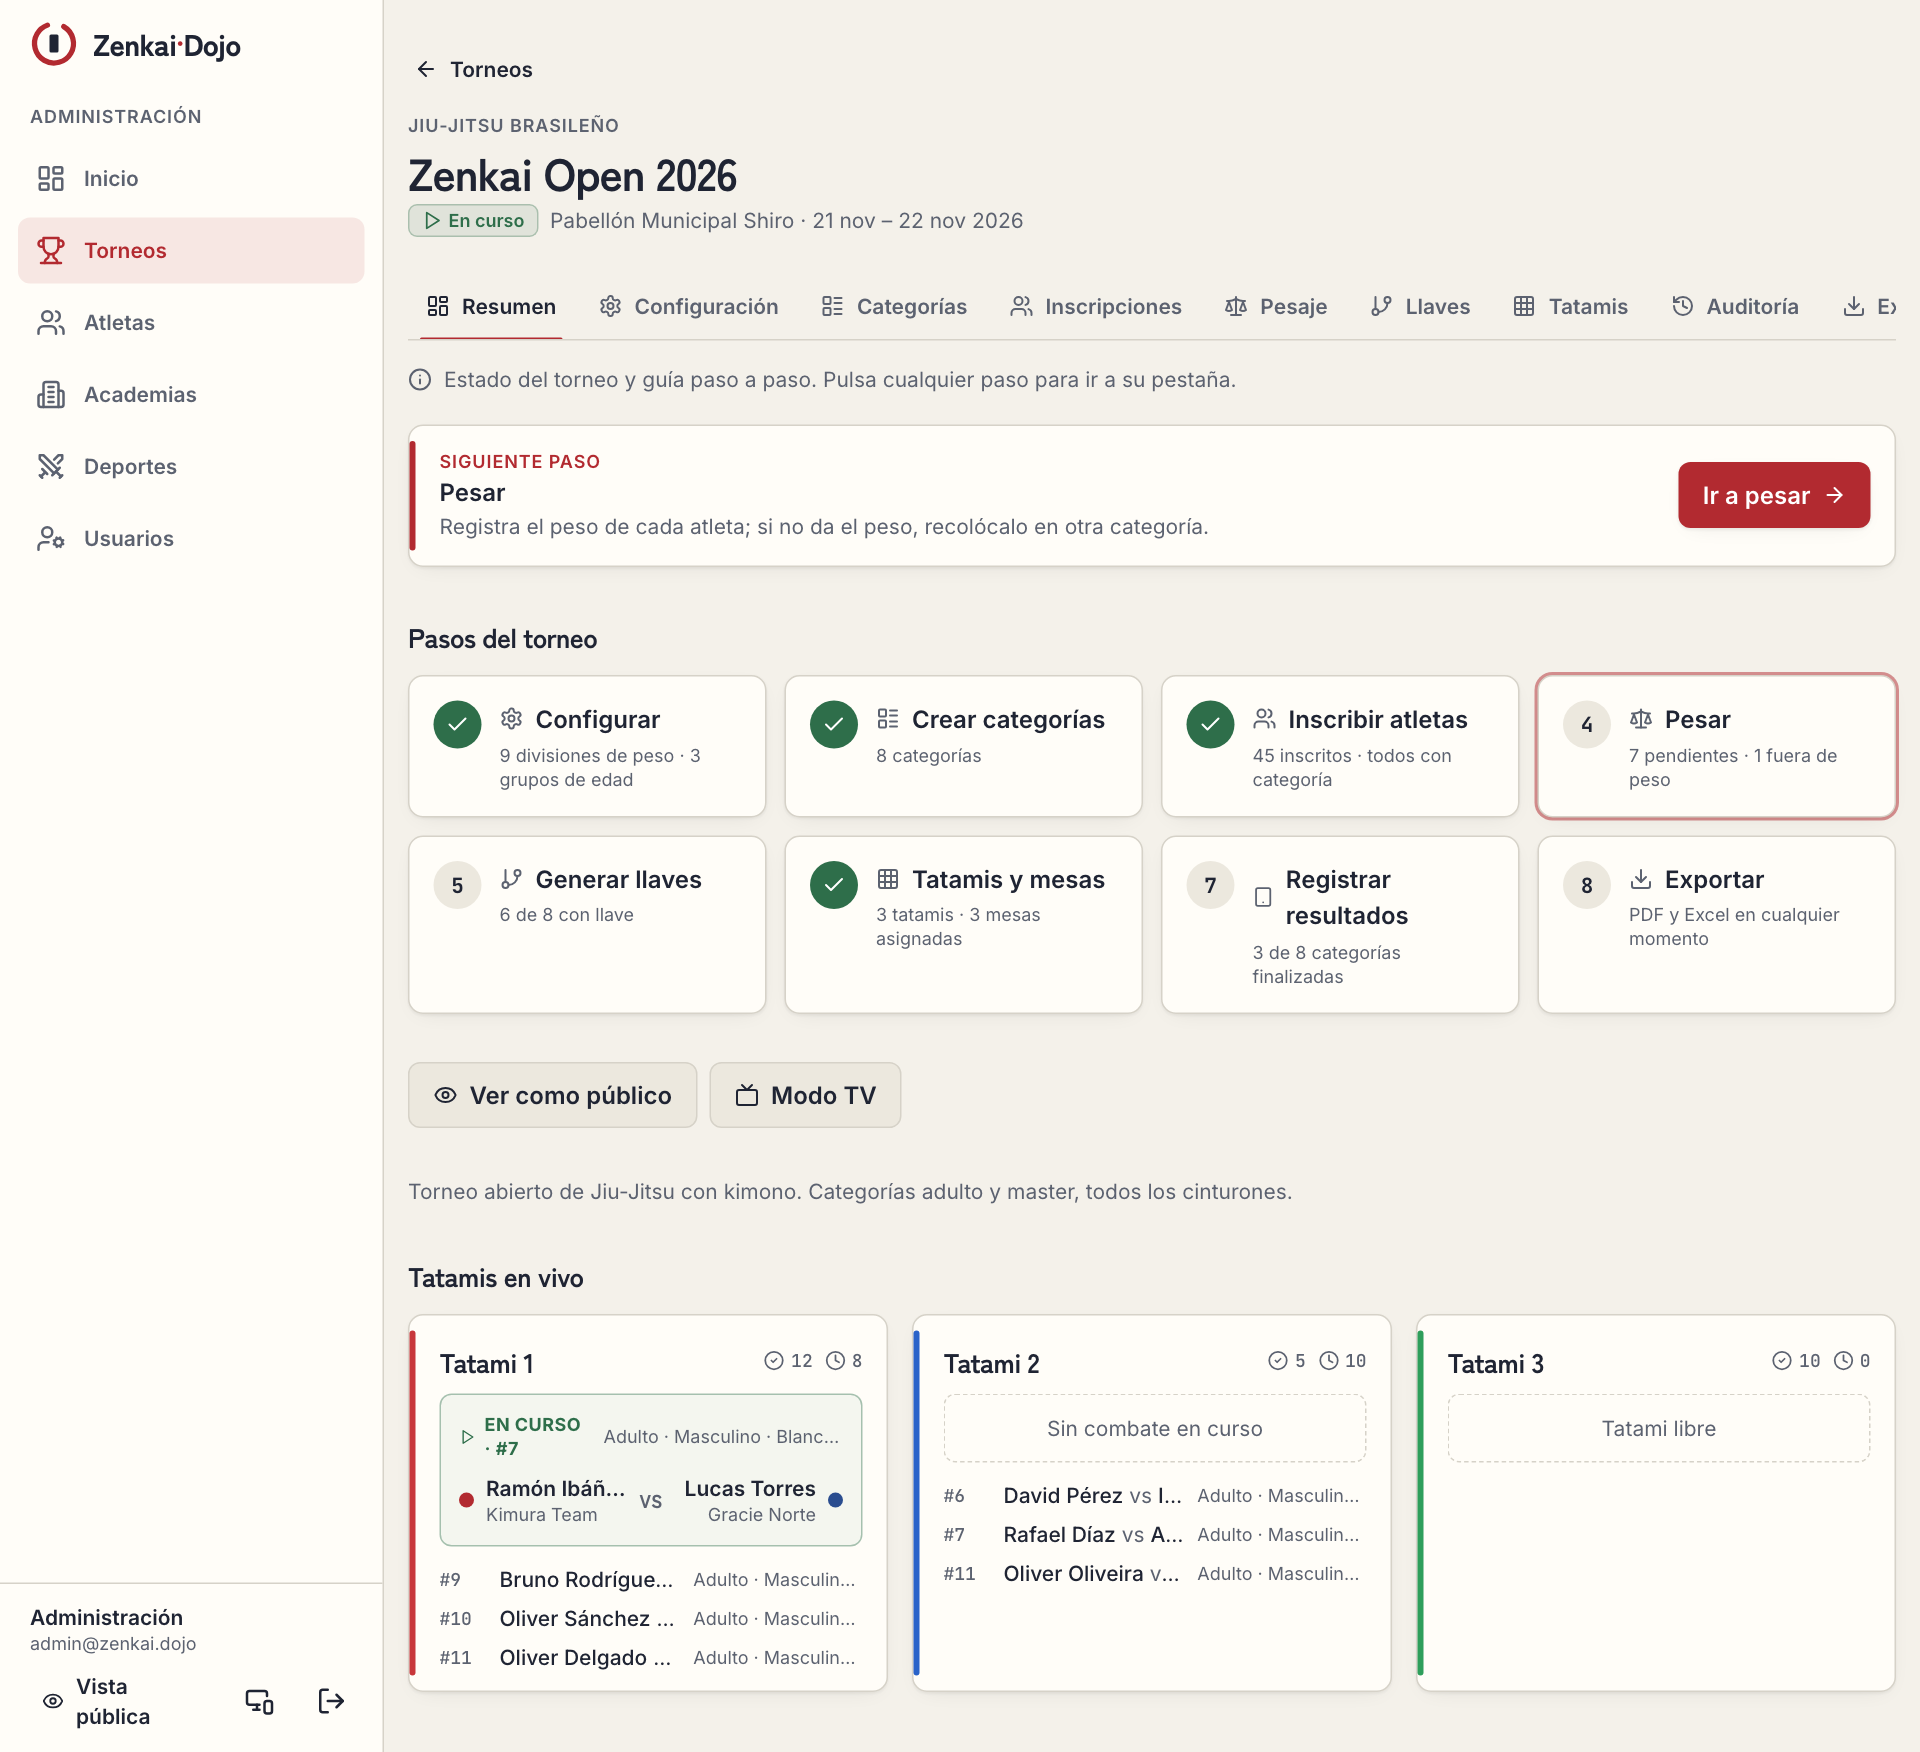 Zenkai·Dojo
ADMINISTRACIÓN
Inicio
Torneos
Atletas
Academias
Deportes
Usuarios
Administración
admin@zenkai.dojo
Vista
pública
Torneos
JIU-JITSU BRASILEÑO
Zenkai Open 2026
En curso Pabellón Municipal Shiro · 21 nov – 22 nov 2026
Resumen Configuración Categorías Inscripciones Pesaje Llaves Tatamis Auditoría Ex
Estado del torneo y guía paso a paso. Pulsa cualquier paso para ir a su pestaña.
SIGUIENTE PASO
Pesar
Registra el peso de cada atleta; si no da el peso, recolócalo en otra categoría.
Ir a pesar
Pasos del torneo
Configurar
9 divisiones de peso · 3
grupos de edad
Crear categorías
8 categorías
Inscribir atletas
45 inscritos · todos con
categoría
4 Pesar
7 pendientes · 1 fuera de
peso
5 Generar llaves
6 de 8 con llave
Tatamis y mesas
3 tatamis · 3 mesas
asignadas
7 Registrar
resultados
3 de 8 categorías
finalizadas
8 Exportar
PDF y Excel en cualquier
momento
Ver como público
Modo TV
Torneo abierto de Jiu-Jitsu con kimono. Categorías adulto y master, todos los cinturones.
Tatamis en vivo
Tatami 1 12 8
EN CURSO
· #7
Adulto · Masculino · Blanc...
Ramón Ibáñ... VS Lucas Torres
Kimura Team Gracie Norte
#9 Bruno Rodrígue... Adulto · Masculin...
#10 Oliver Sánchez ... Adulto · Masculin...
#11 Oliver Delgado ... Adulto · Masculin...
Tatami 2 5 10
Sin combate en curso
#6 David Pérez vs I... Adulto · Masculin...
#7 Rafael Díaz vs A... Adulto · Masculin...
#11 Oliver Oliveira v... Adulto · Masculin...
Tatami 3 10 0
Tatami libre